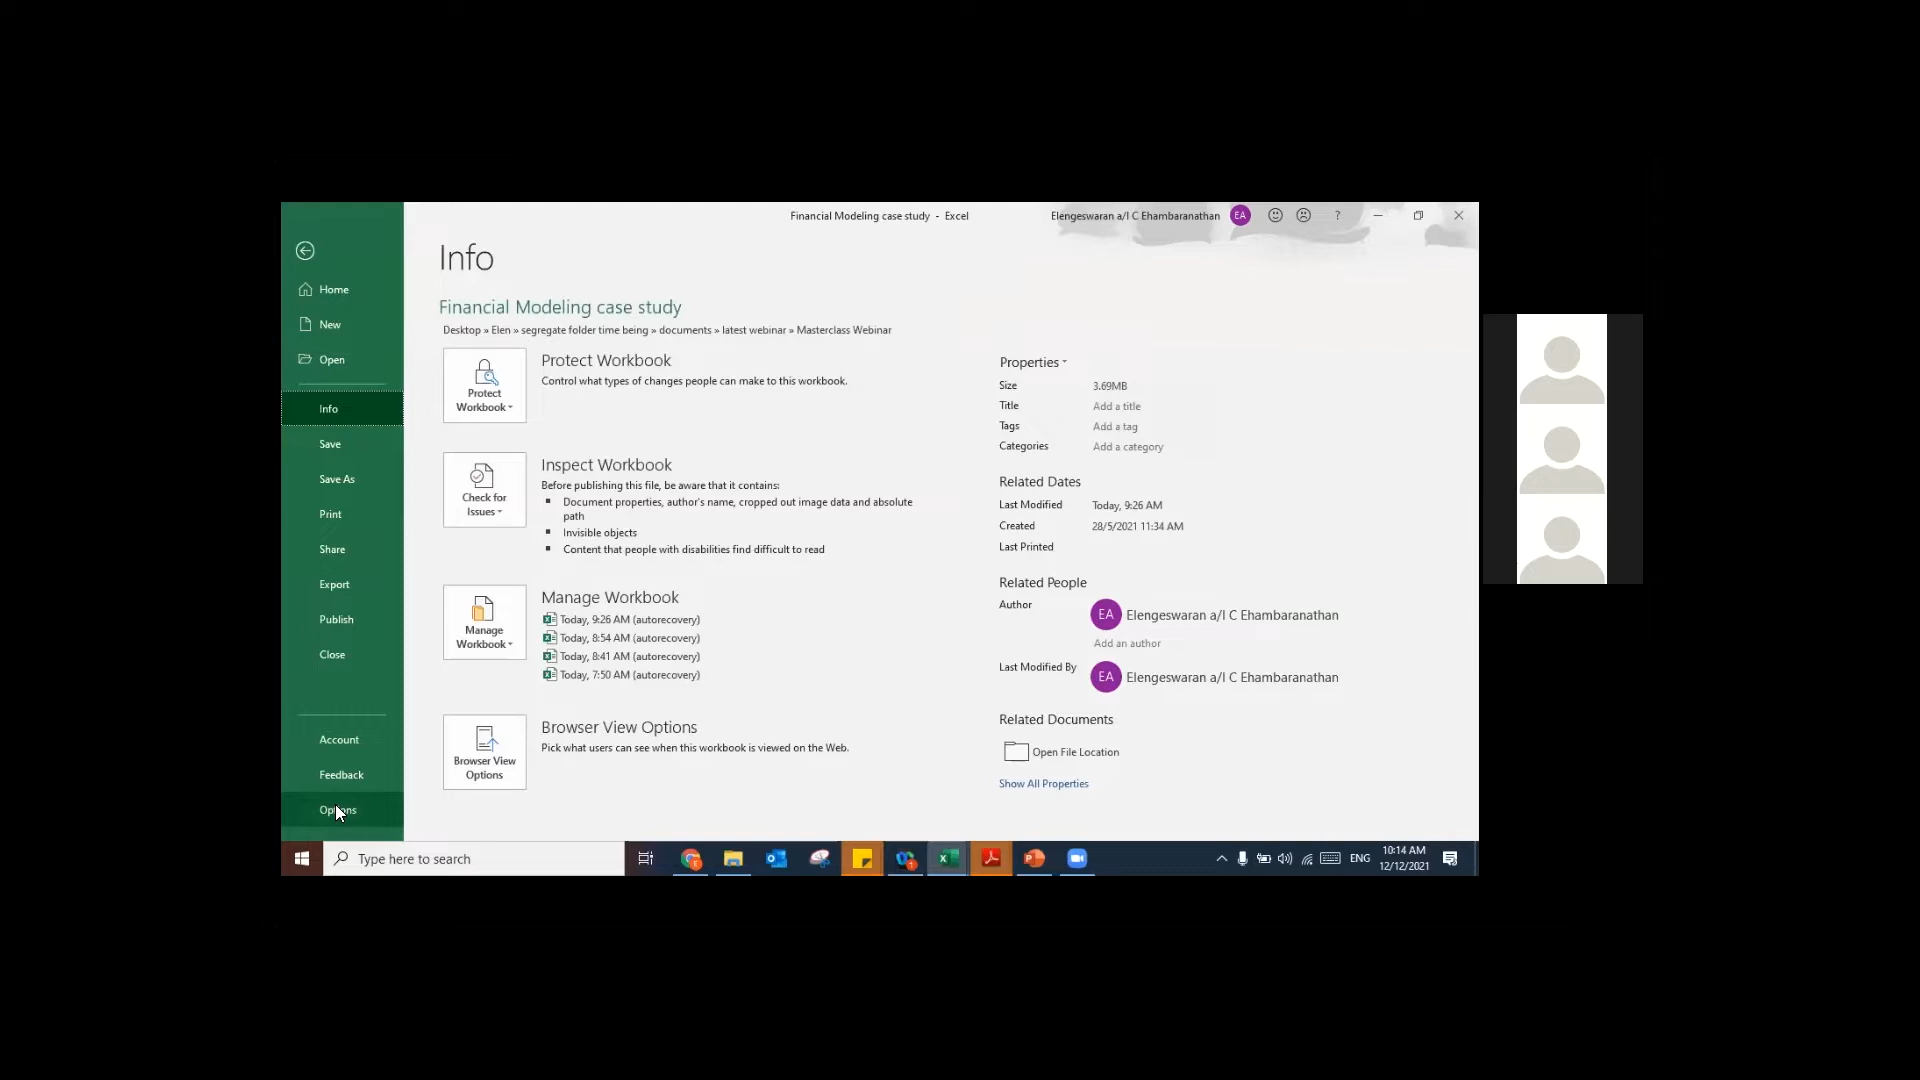 Financial Modeling case study - Excel
Elengeswaran a/l C Ehambaranathan
EA
?
Info
Home
New
Open
Info
Save
Save As
Print
Share
Export
Publish
Close
Account
Feedback
Options
Financial Modeling case study
Desktop » Elen » segregate folder time being » documents » latest webinar » Masterclass Webinar
Protect
Workbook
Protect Workbook
Control what types of changes people can make to this workbook.
Check for
Issues
Inspect Workbook
Before publishing this file, be aware that it contains:
Document properties, author's name, cropped out image data and absolute
path
Invisible objects
Content that people with disabilities find difficult to read
Manage
Workbook
Manage Workbook
Today, 9:26 AM (autorecovery)
Today, 8:54 AM (autorecovery)
Today, 8:41 AM (autorecovery)
Today, 7:50 AM (autorecovery)
Browser View
Options
Browser View Options
Pick what users can see when this workbook is viewed on the Web.
Properties
Size 3.69MB
Title Add a title
Tags Add a tag
Categories Add a category
Related Dates
Last Modified Today, 9:26 AM
Created 28/5/2021 11:34 AM
Last Printed
Related People
Author
EA Elengeswaran a/l C Ehambaranathan
Add an author
Last Modified By
EA Elengeswaran a/l C Ehambaranathan
Related Documents
Open File Location
Show All Properties
Type here to search
ENG
10:14 AM
12/12/2021